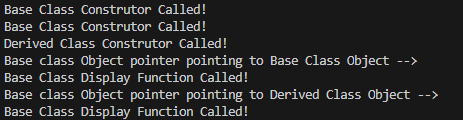 Base Class Construtor Called!
Base Class Construtor Called!
Derived Class Construtor Called!
Base class Object pointer pointing to Base Class Object -->
Base Class Display Function Called!
Base class Object pointer pointing to Derived Class Object -->
Base Class Display Function Called!